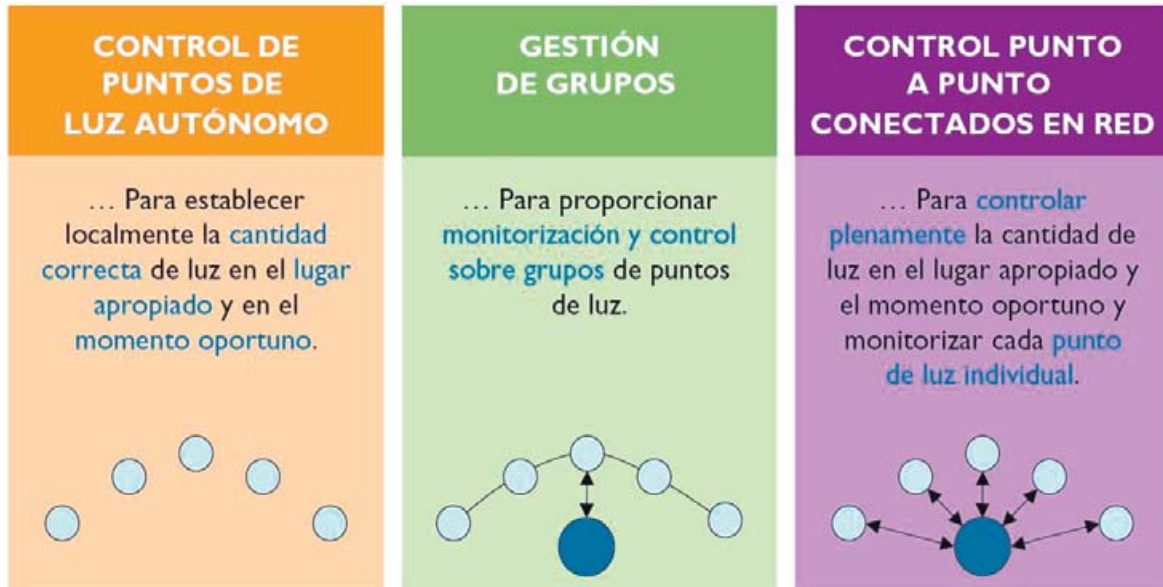 CONTROL DE
PUNTOS DE
LUZ AUTÓNOMO
... Para establecer
localmente la cantidad
correcta de luz en el lugar
apropiado y en el
momento oportuno.
GESTIÓN
DE GRUPOS
... Para proporcionar
monitorización y control
sobre grupos de puntos
de luz.
CONTROL PUNTO
A PUNTO
CONECTADOS EN RED
... Para controlar
plenamente la cantidad de
luz en el lugar apropiado y
el momento oportuno y
monitorizar cada punto
de luz individual.